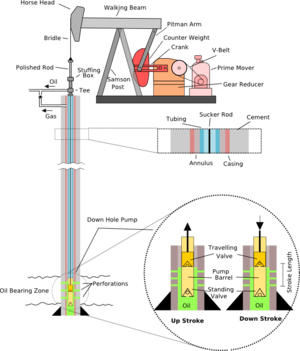 Horse Head
Walking Beam
Pitman Arm
Bridle
Counter Weight
Crank
V-Belt
Polished Rod
Stuffing
Box
Samson
Post
Prime Mover
Oil
Tee
Gear Reducer
Gas
Sucker Rod
Tubing
Cement
Annulus
Casing
Down Hole Pump
Oil Bearing Zone
Perforations
Travelling
Valve
Pump
Barrel
Standing
Valve
Stroke Length
Oil
Oil
Up Stroke
Down Stroke